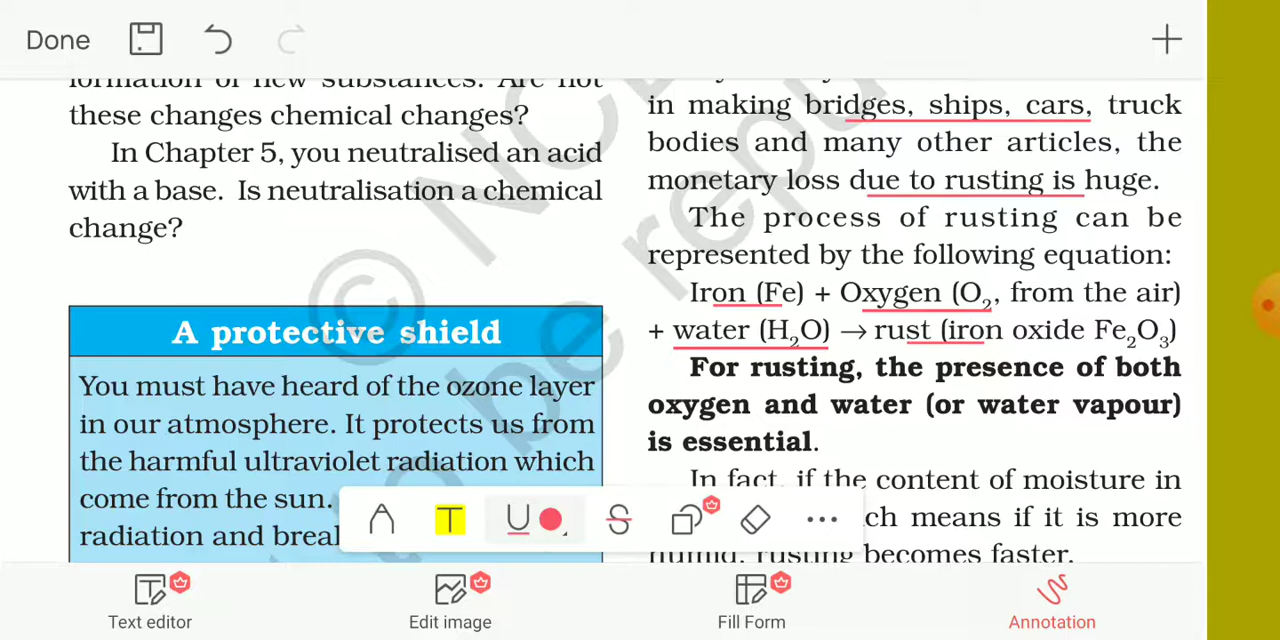 Done
formation of new substances. Are not
these changes chemical changes?
In Chapter 5, you neutralised an acid
with a base. Is neutralisation a chemical
change?
A protective shield
You must have heard of the ozone layer
in our atmosphere. It protects us from
the harmful ultraviolet radiation which
come from the sun.
radiation and
in making bridges, ships, cars, truck
bodies and many other articles, the
monetary loss due to rusting is huge.
The process of rusting can be
represented by the following equation:
Iron (Fe) + Oxygen (O₂, from the air)
+ water (H₂O) → rust (iron oxide Fe₂O₃)
For rusting, the presence of both
oxygen and water (or water vapour)
is essential.
In fact, if the content of moisture in
means if it is more
humid, rusting becomes faster.
© NCE
be repu
T
U
S
Text editor
Edit image
Fill Form
Annotation